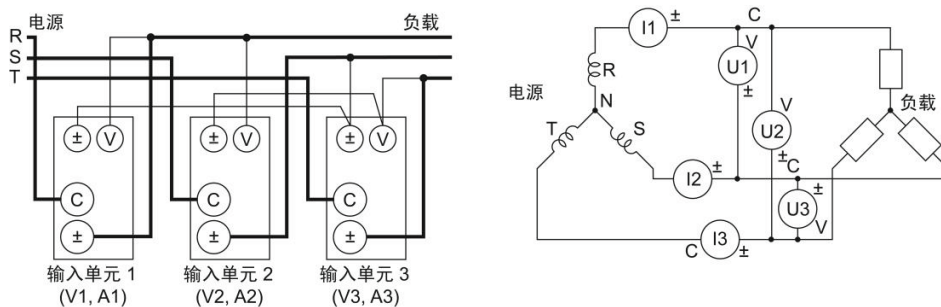 电源
负载
R
S
T
± V
± V
± V
C
C
C
±
±
±
输入单元 1
(V1, A1)
输入单元 2
(V2, A2)
输入单元 3
(V3, A3)
I1 ± C
V
U1
±
R
电源
N
T
S
V
U2
±
负载
I2 ±
C
±
U3
V
C I3 ±